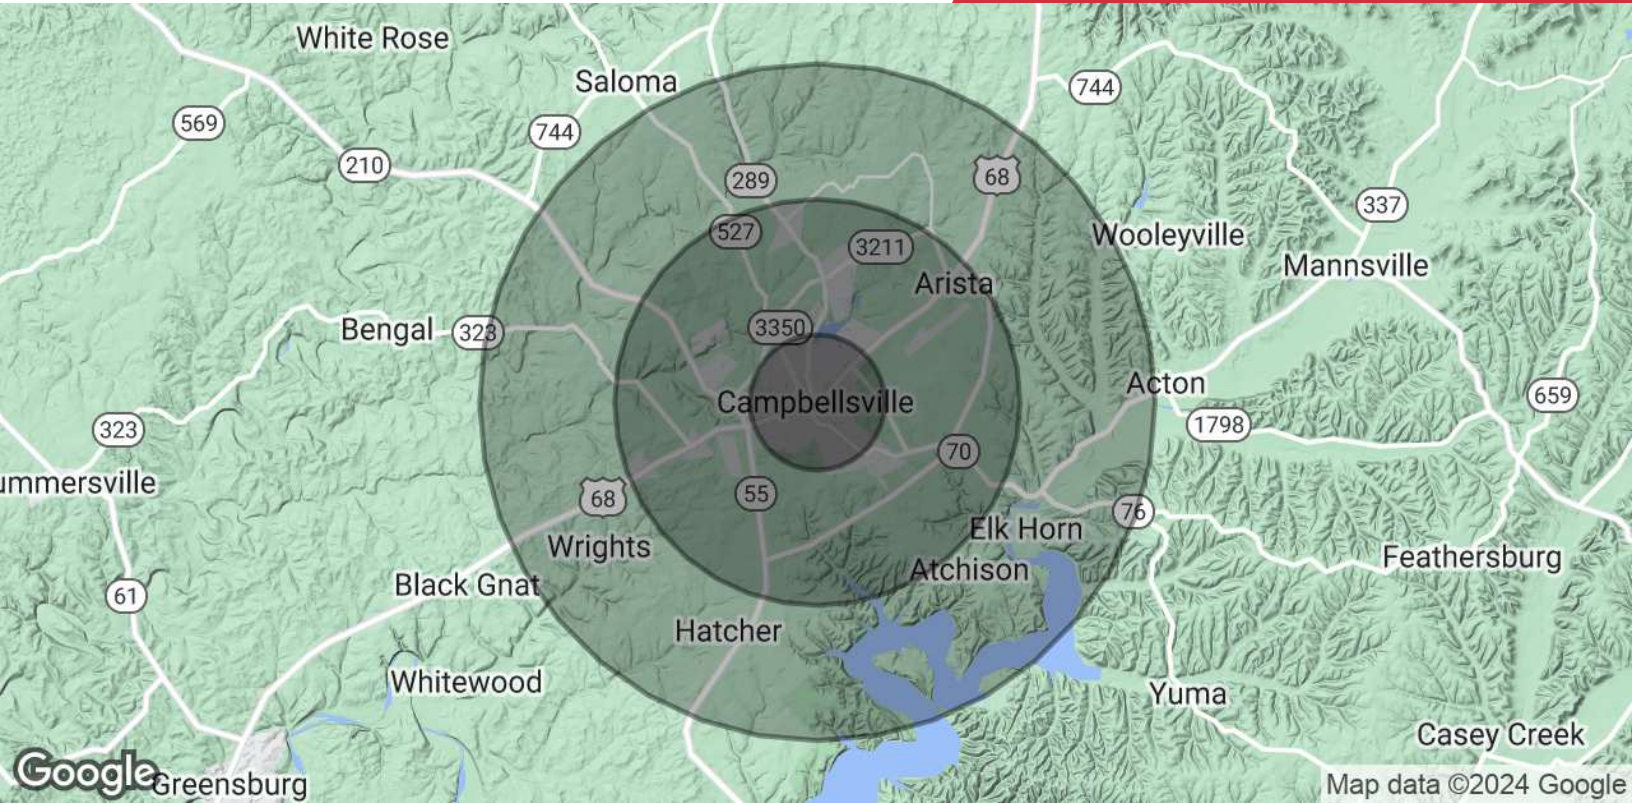 White Rose
Saloma
744
569
744
210
289
68
337
527
3211
Wooleyville
Mannsville
Arista
Bengal
323
3350
Acton
659
Campbellsville
1798
323
70
ummersville
68
55
76
Elk Horn
Wrights
Feathersburg
Atchison
Black Gnat
61
Hatcher
Whitewood
Yuma
Casey Creek
Google
Greensburg
Map data ©2024 Google